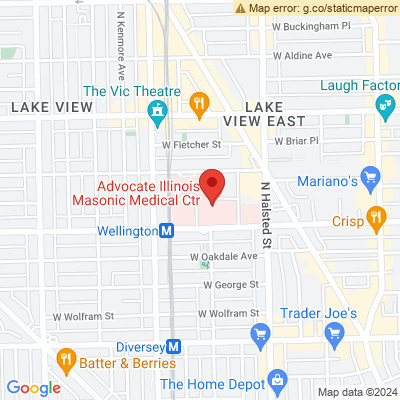 Map error: g.co/staticmaperror
W Buckingham Pl
N Kenmore Ave
W Aldine Ave
The Vic Theatre
Laugh Factor
LAKE VIEW
LAKE
VIEW EAST
W Fletcher St
W Briar Pl
Advocate Illinois
Masonic Medical Ctr
Mariano's
N Halsted St
Crisp
Wellington
M
W Oakdale Ave
W George St
W Wolfram St
W Wolfram St
Trader Joe's
Diversey
M
Batter & Berries
The Home Depot
Google
Map data ©2024